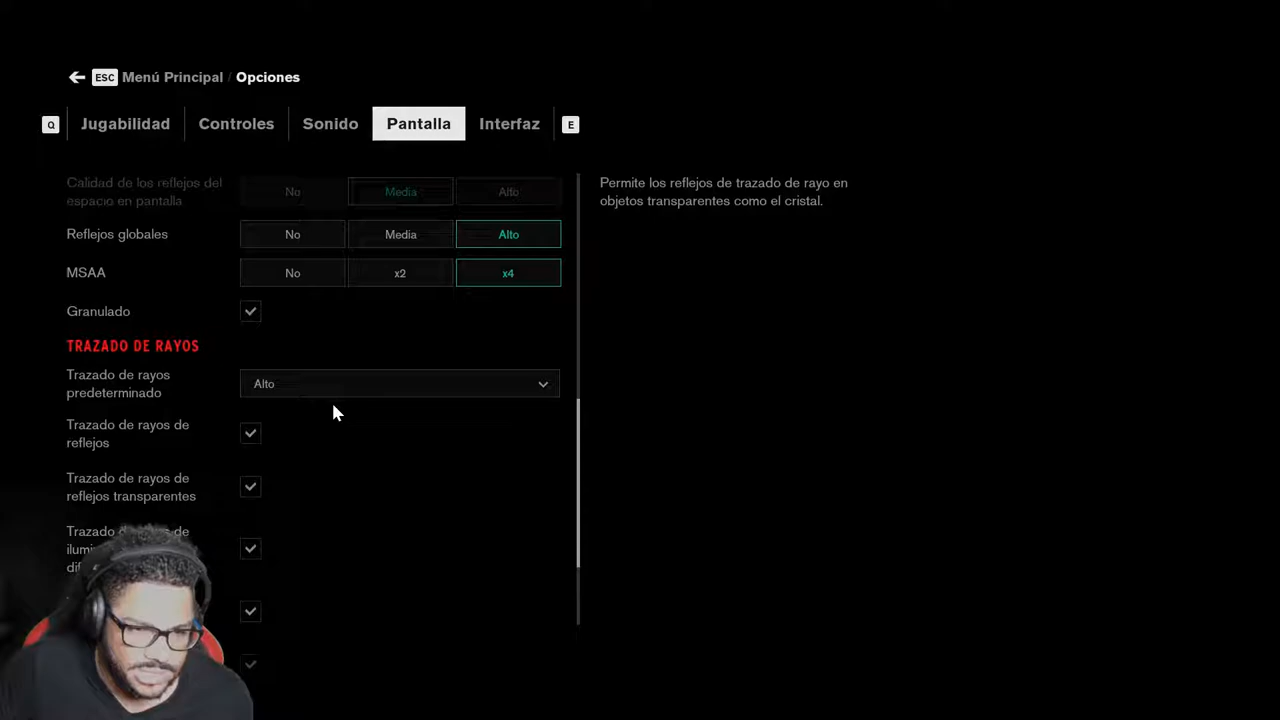 ESC Menú Principal / Opciones
Q Jugabilidad Controles Sonido Pantalla Interfaz E
Calidad de los reflejos del
espacio en pantalla
No Media Alto
Permite los reflejos de trazado de rayo en
objetos transparentes como el cristal.
Reflejos globales No Media Alto
MSAA No x2 x4
Granulado
TRAZADO DE RAYOS
Trazado de rayos
predeterminado
Alto
Trazado de rayos de
reflejos
Trazado de rayos de
reflejos transparentes
Trazado de